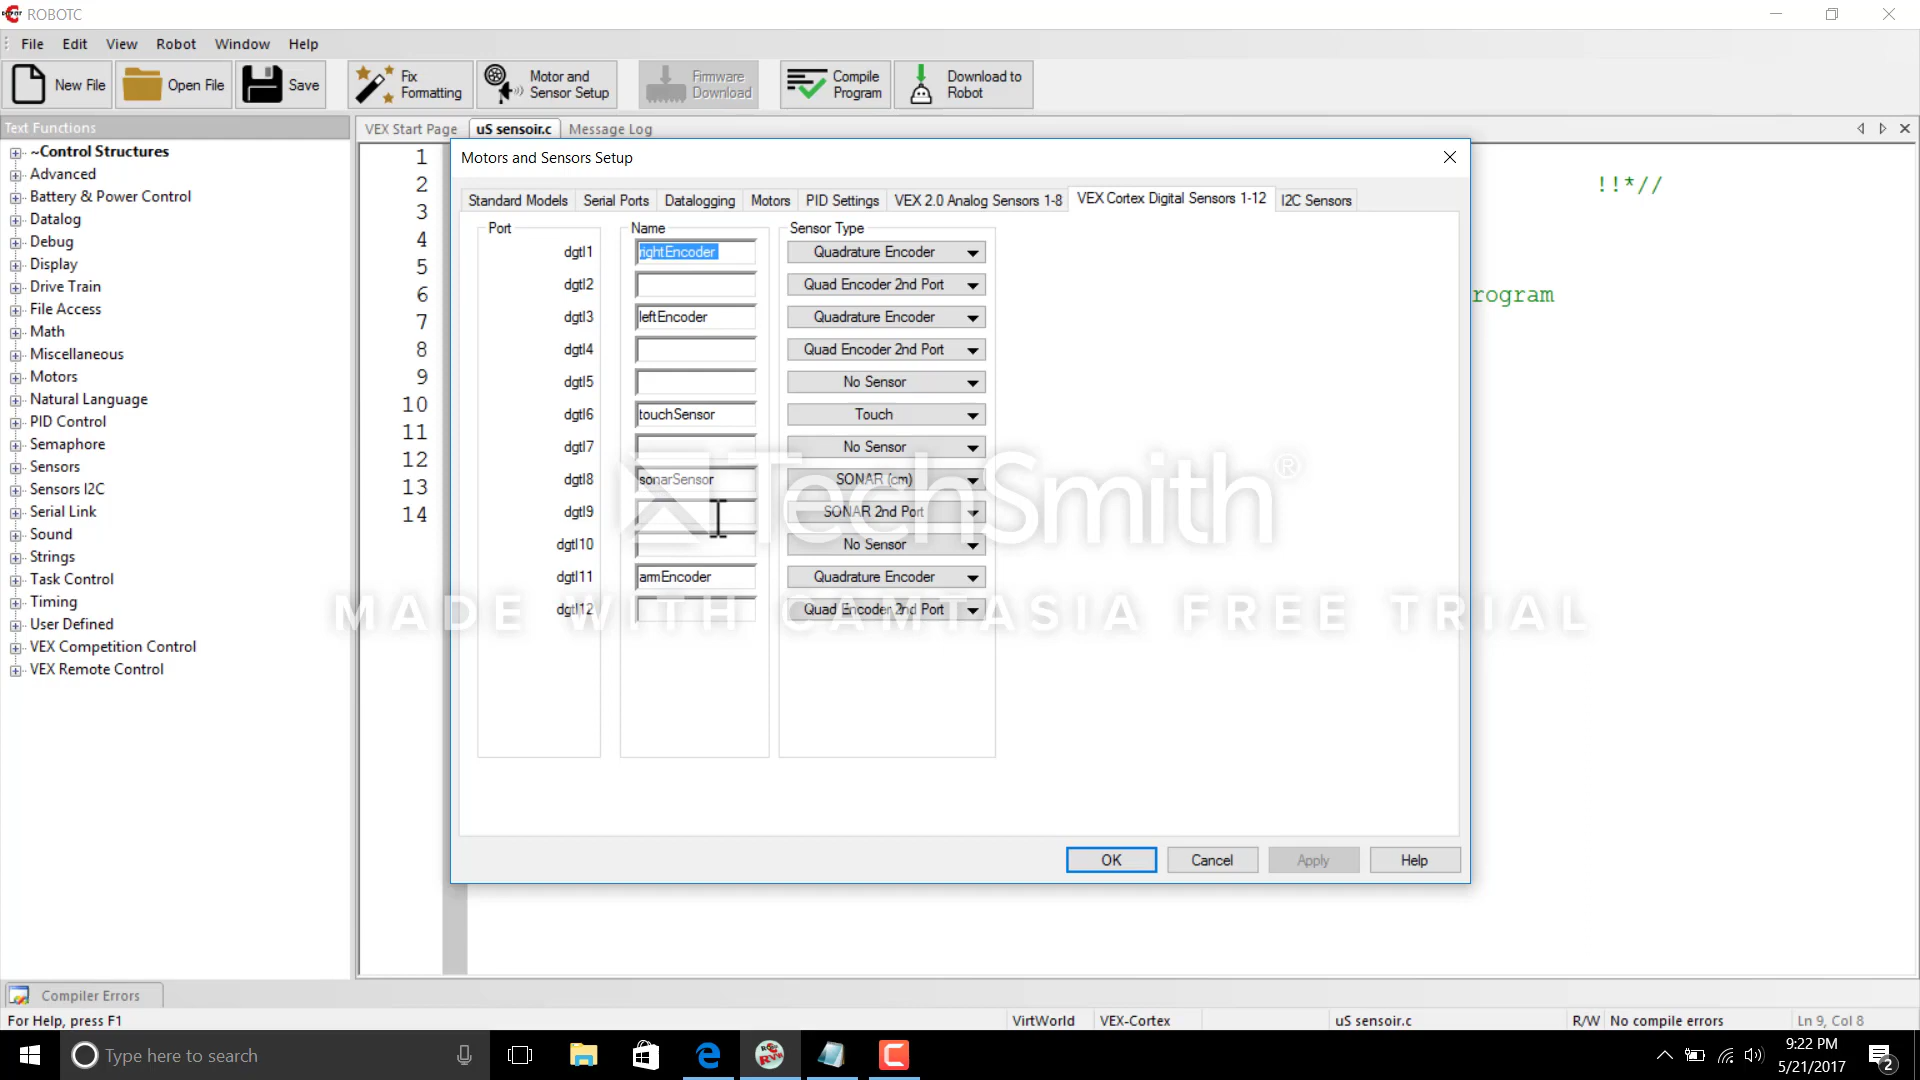 ROBOTC
File Edit View Robot Window Help
New File Open File Save Fix Formatting Motor and Sensor Setup Firmware Download Compile Program Download to Robot
Text Functions
VEX Start Page uS sensoir.c Message Log
~Control Structures
Advanced
Battery & Power Control
Datalog
Debug
Display
Drive Train
File Access
Math
Miscellaneous
Motors
Natural Language
PID Control
Semaphore
Sensors
Sensors I2C
Serial Link
Sound
Strings
Task Control
Timing
User Defined
VEX Competition Control
VEX Remote Control
1
2
3
4
5
6
7
8
9
10
11
12
13
14
!!*//
rogram
Motors and Sensors Setup
Standard Models Serial Ports Datalogging Motors PID Settings VEX 2.0 Analog Sensors 1-8 VEX Cortex Digital Sensors 1-12 I2C Sensors
Port Name Sensor Type
dgtl1 rightEncoder Quadrature Encoder
dgtl2 Quad Encoder 2nd Port
dgtl3 leftEncoder Quadrature Encoder
dgtl4 Quad Encoder 2nd Port
dgtl5 No Sensor
dgtl6 touchSensor Touch
dgtl7 No Sensor
dgtl8 sonarSensor SONAR (cm)
dgtl9 SONAR 2nd Port
dgtl10 No Sensor
dgtl11 armEncoder Quadrature Encoder
dgtl12 Quad Encoder 2nd Port
TechSmith®
MADE WITH CAMTASIA FREE TRIAL
OK Cancel Apply Help
Compiler Errors
For Help, press F1 VirtWorld VEX-Cortex uS sensoir.c R/W No compile errors Ln 9, Col 8
Type here to search
RVW
9:22 PM
5/21/2017
2